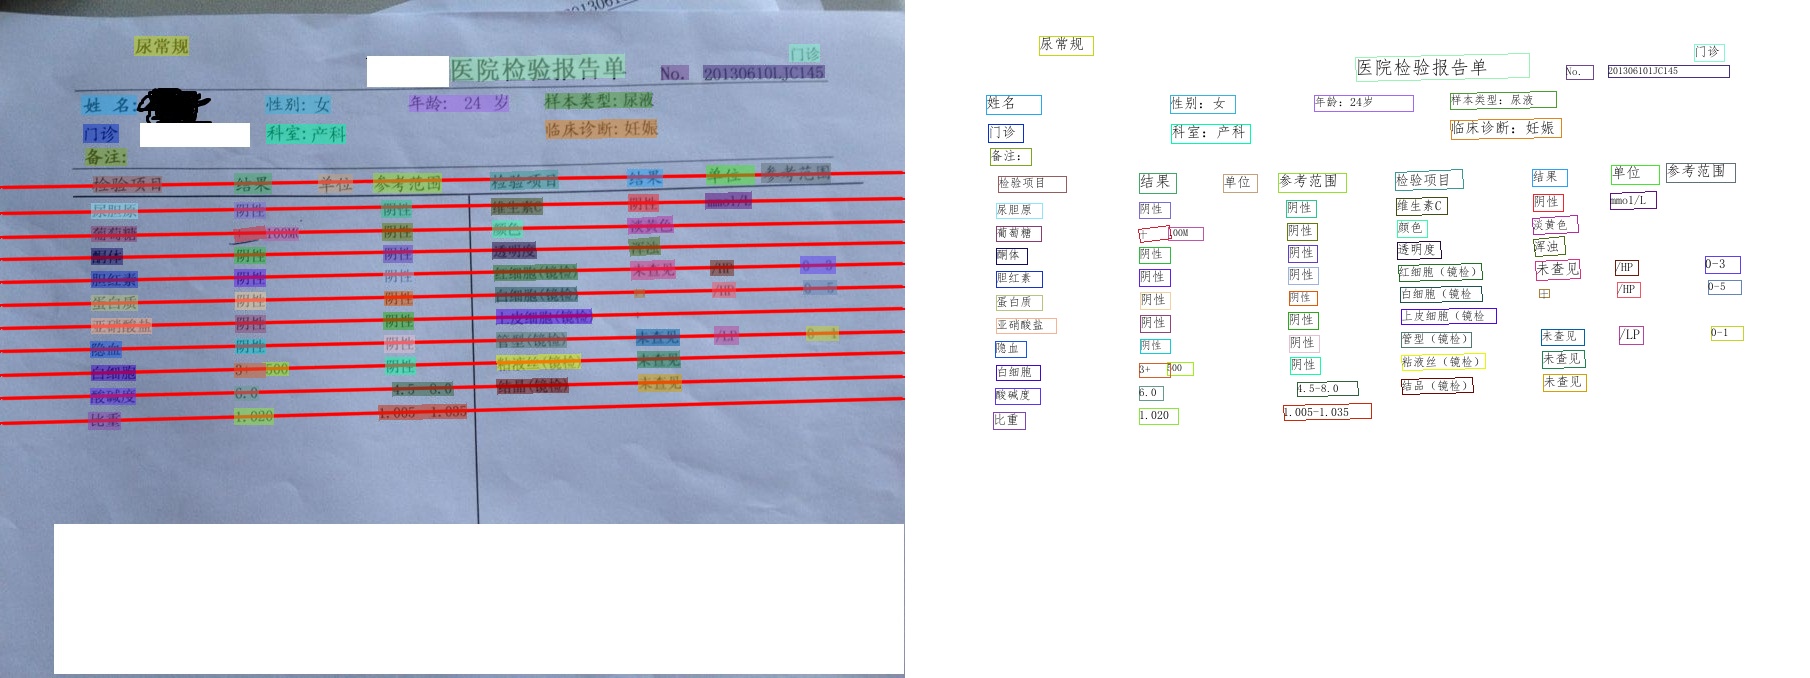 2013061
尿常规
门诊
医院检验报告单 No. 20130610LJC145
姓 名: 性别: 女 年龄: 24 岁 样本类型: 尿液
门诊 科室: 产科 临床诊断: 妊娠
备注:
检验项目 结果 单位 参考范围 检验项目 结果 单位 参考范围
尿胆原 阴性 阴性 维生素C 阴性 mmol/L
葡萄糖 100M 阴性 颜色 淡黄色
酮体 阴性 阴性 透明度 浑浊
胆红素 阴性 阴性 红细胞(镜检) 未查见 /HP 0-3
蛋白质 阴性 阴性 白细胞(镜检 /HP 0-5
亚硝酸盐 阴性 阴性 上皮细胞(镜检 +
隐血 阴性 阴性 管型(镜检) 未查见 /LP 0-1
白细胞 3+ 500 阴性 粘液丝(镜检) 未查见
酸碱度 6.0 4.5-8.0 结晶(镜检) 未查见
比重 1.020 1.005-1.035
尿常规
门诊
医院检验报告单 No. 201306101JC145
姓名 性别: 女 年龄: 24岁 样本类型: 尿液
门诊 科室: 产科 临床诊断: 妊娠
备注:
检验项目 结果 单位 参考范围 检验项目 结果 单位 参考范围
尿胆原 阴性 阴性 维生素C 阴性 mmol/L
葡萄糖 + 100M 阴性 颜色 淡黄色
酮体 阴性 阴性 透明度 浑浊
胆红素 阴性 阴性 红细胞（镜检） 未查见 /HP 0-3
蛋白质 阴性 阴性 白细胞（镜检 + /HP 0-5
亚硝酸盐 阴性 阴性 上皮细胞（镜检
隐血 阴性 阴性 管型（镜检） 未查见 /LP 0-1
白细胞 3+ 500 阴性 粘液丝（镜检） 未查见
酸碱度 6.0 4.5-8.0 结品（镜检） 未查见
比重 1.020 1.005-1.035